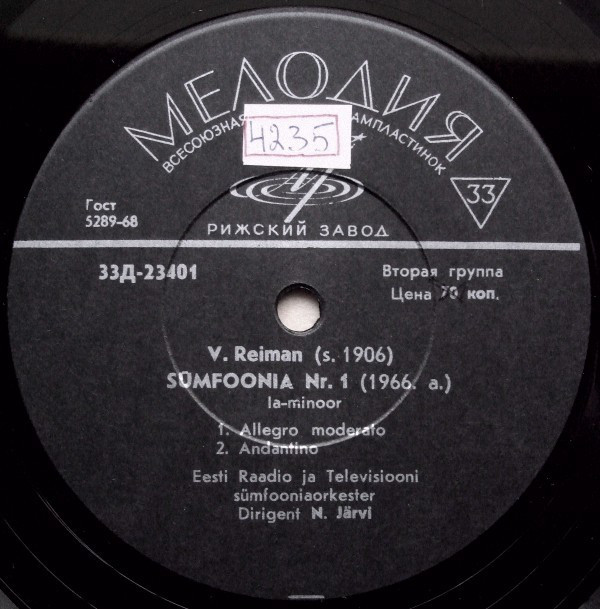 МЕЛОДИЯ
ВСЕСОЮЗНАЯ АМПЛАСТИНОК
4235
33
Гост
5289-68
РИЖСКИЙ ЗАВОД
33Д-23401
Вторая группа
Цена коп.
V. Reiman (s. 1906)
SÜMFOONIA Nr. 1 (1966. a.)
la-minoor
1. Allegro moderato
2. Andantino
Eesti Raadio ja Televisiooni
sümfooniaorkester
Dirigent N. Järvi